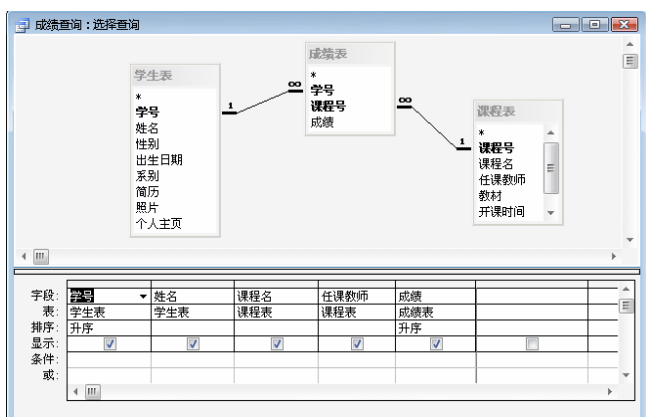 成绩查询：选择查询
成绩表
*
学号
课程号
成绩
学生表
*
学号
姓名
性别
出生日期
系别
简历
照片
个人主页
课程表
*
课程号
课程名
任课教师
教材
开课时间
1
∞
∞
1
字段: 学号 姓名 课程名 任课教师 成绩
表: 学生表 学生表 课程表 课程表 成绩表
排序: 升序 升序
显示:
条件:
或: